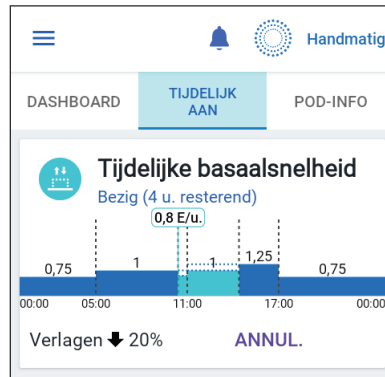 Handmatig
DASHBOARD
TIJDELIJK
AAN
POD-INFO
Tijdelijke basaalsnelheid
Bezig (4 u. resterend)
0,8 E/u.
0,75 1 1 1,25 0,75
00:00 05:00 11:00 17:00 00:00
Verlagen 20% ANNUL.